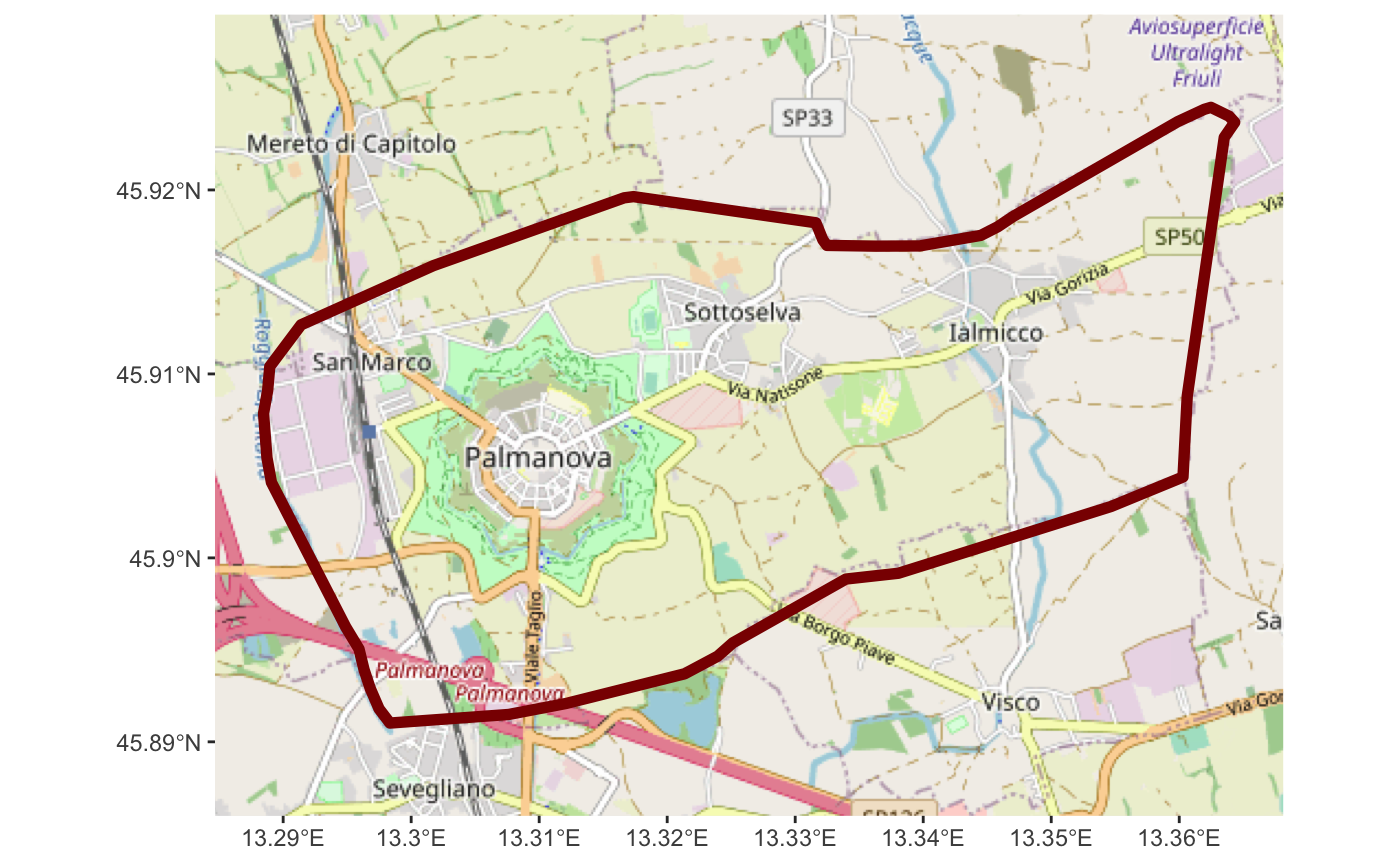 acque
Aviosuperficie
Ultralight
Friuli
SP33
Mereto di Capitolo
45.92°N
Via
SP50
Via Gorizia
Sottoselva
Ialmicco
San Marco
45.91°N
Via Natisone
Palmanova
45.9°N
Viale Taglio
Sa
Borgo Piave
Palmanova
Palmanova
Visco
Via Gor
45.89°N
Sevegliano
13.29°E
13.3°E
13.31°E
13.32°E
13.33°E
13.34°E
13.35°E
13.36°E